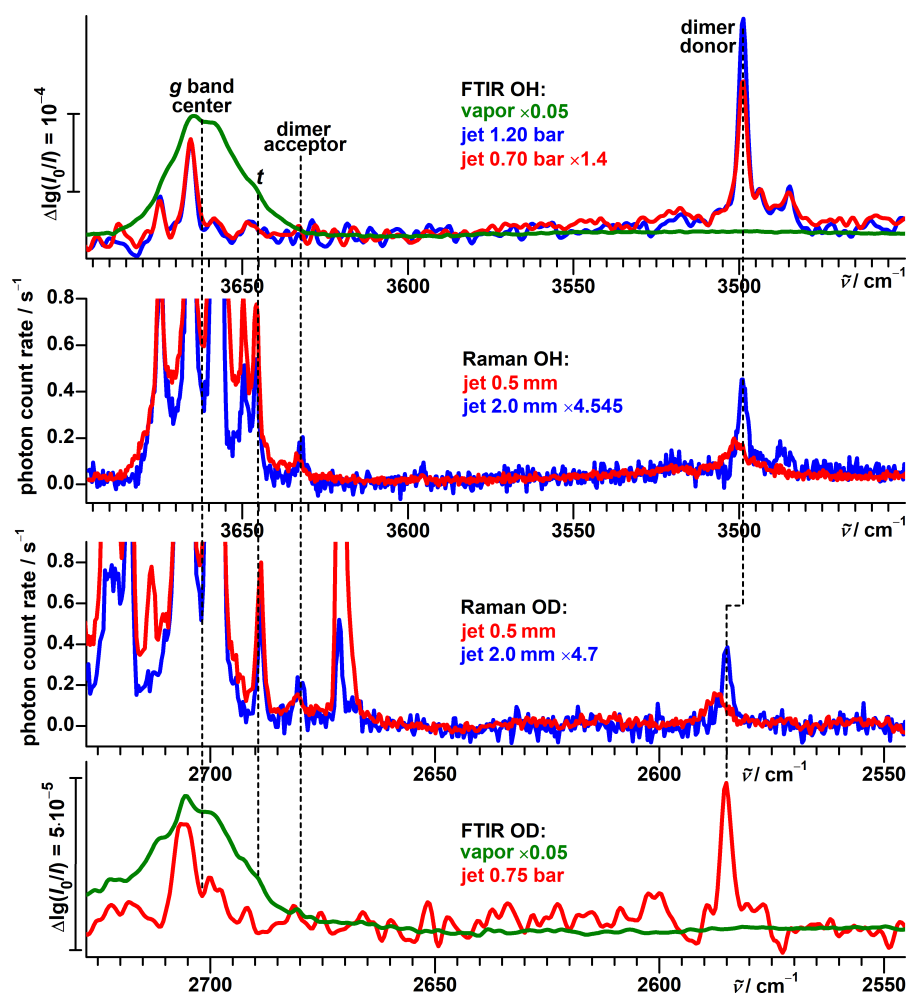 dimer
donor
g band
center
dimer
acceptor
t
FTIR OH:
vapor ×0.05
jet 1.20 bar
jet 0.70 bar ×1.4
Δlg(I₀/I) = 10⁻⁴
3650
3600
3550
3500
ν̃ / cm⁻¹
0.8
0.6
0.4
0.2
0.0
photon count rate / s⁻¹
Raman OH:
jet 0.5 mm
jet 2.0 mm ×4.545
3650
3600
3550
3500
ν̃ / cm⁻¹
0.8
0.6
0.4
0.2
0.0
photon count rate / s⁻¹
Raman OD:
jet 0.5 mm
jet 2.0 mm ×4.7
2700
2650
2600
ν̃ / cm⁻¹
2550
Δlg(I₀/I) = 5·10⁻⁵
FTIR OD:
vapor ×0.05
jet 0.75 bar
2700
2650
2600
ν̃ / cm⁻¹
2550